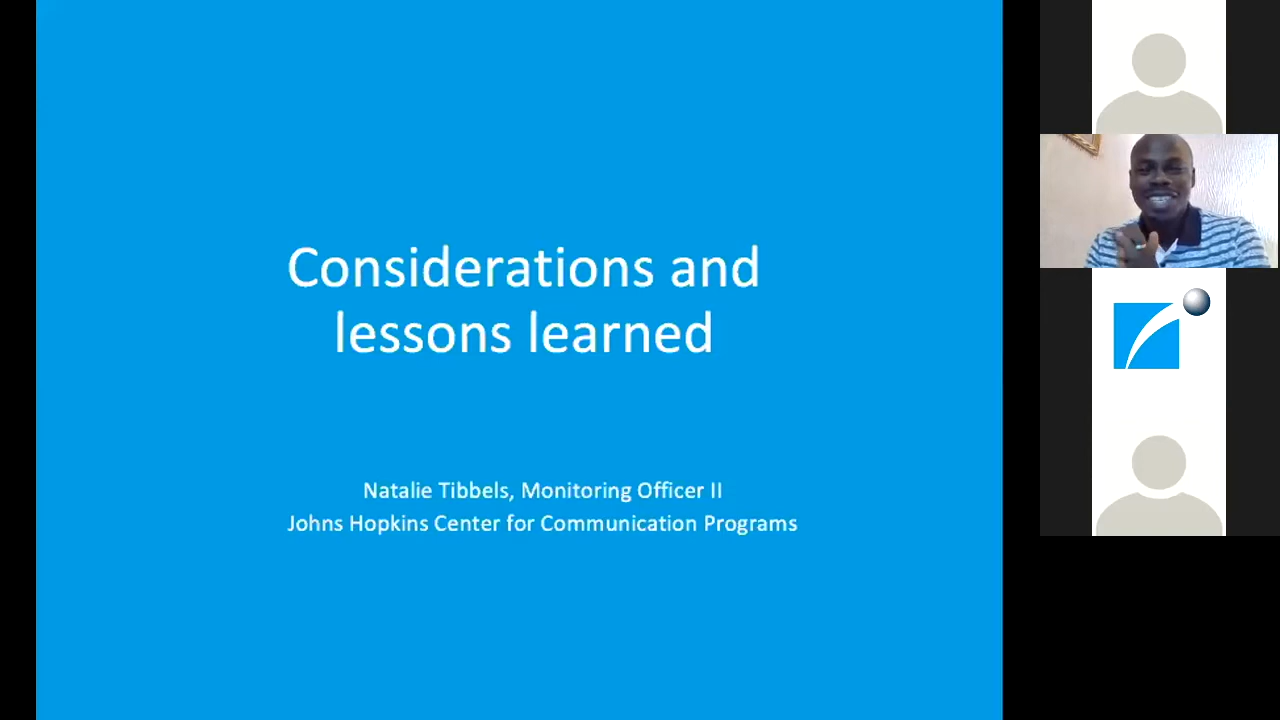 Considerations and
lessons learned
Natalie Tibbels, Monitoring Officer II
Johns Hopkins Center for Communication Programs